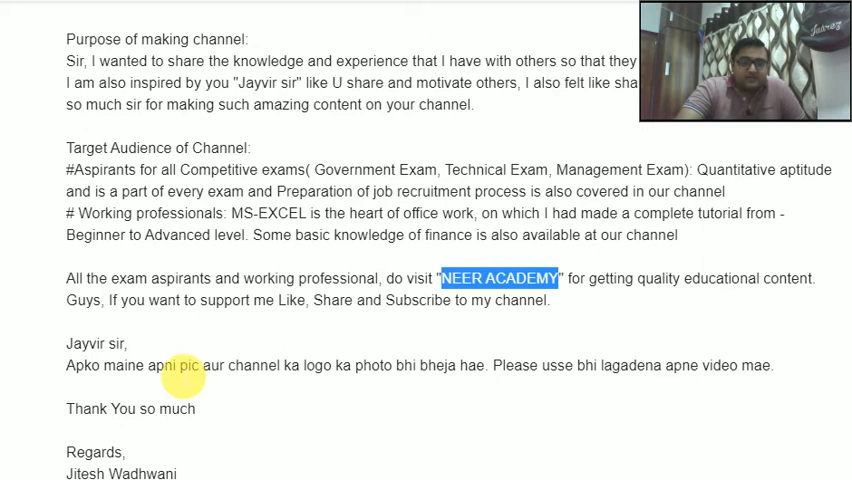 Purpose of making channel:
Sir, I wanted to share the knowledge and experience that I have with others so that they
I am also inspired by you "Jayvir sir" like U share and motivate others, I also felt like sha
so much sir for making such amazing content on your channel.
Target Audience of Channel:
#Aspirants for all Competitive exams( Government Exam, Technical Exam, Management Exam): Quantitative aptitude
and is a part of every exam and Preparation of job recruitment process is also covered in our channel
# Working professionals: MS-EXCEL is the heart of office work, on which I had made a complete tutorial from -
Beginner to Advanced level. Some basic knowledge of finance is also available at our channel
All the exam aspirants and working professional, do visit "NEER ACADEMY" for getting quality educational content.
Guys, If you want to support me Like, Share and Subscribe to my channel.
Jayvir sir,
Apko maine apni pic aur channel ka logo ka photo bhi bheja hae. Please usse bhi lagadena apne video mae.
Thank You so much
Regards,
Jitesh Wadhwani